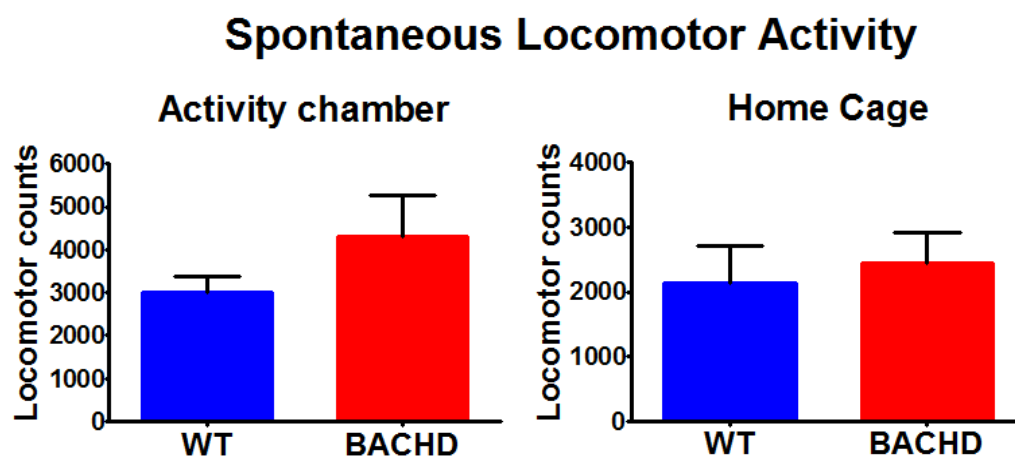 Spontaneous Locomotor Activity
Activity chamber
Locomotor counts
6000
5000
4000
3000
2000
1000
0
WT BACHD
Home Cage
Locomotor counts
4000
3000
2000
1000
0
WT BACHD